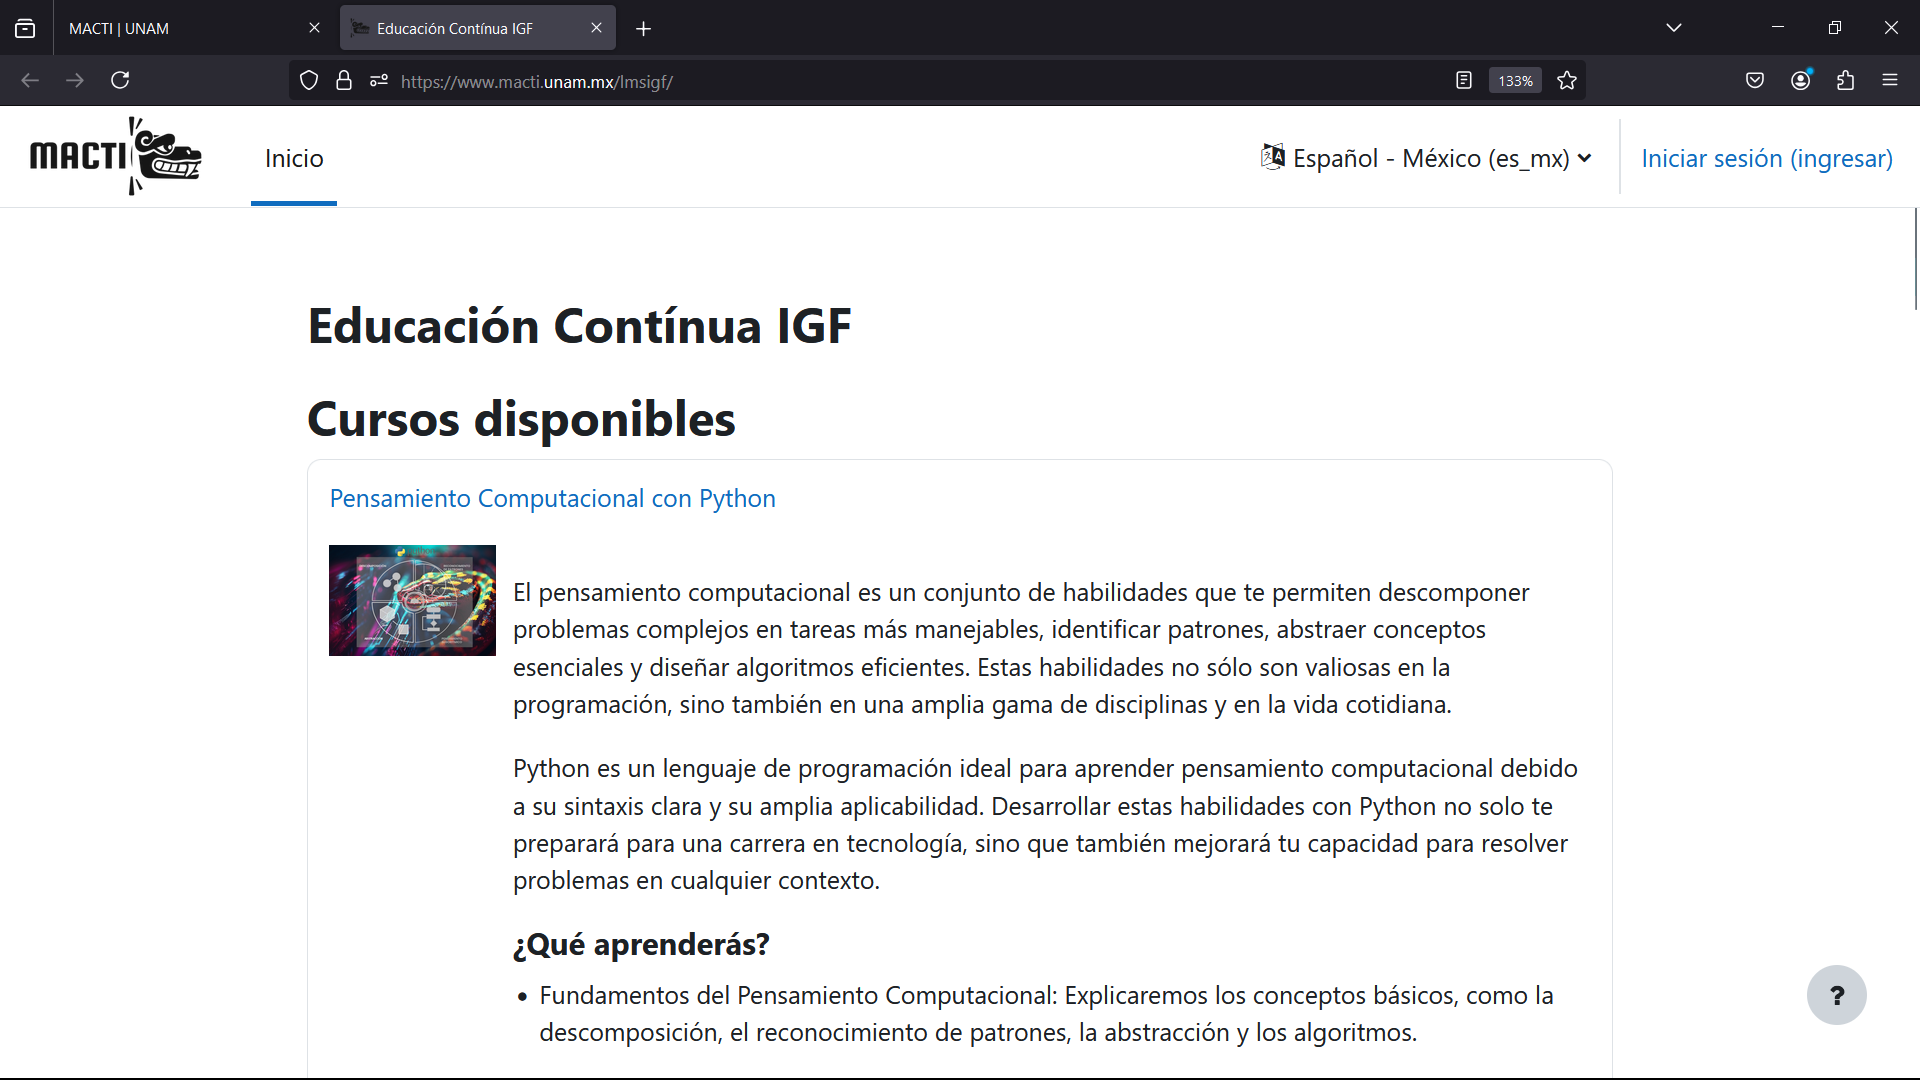 MACTI | UNAM
Educación Contínua IGF
https://www.macti.unam.mx/lmsigf/
133%
MACTI
Inicio
Español - México (es_mx)
Iniciar sesión (ingresar)
Educación Contínua IGF
Cursos disponibles
Pensamiento Computacional con Python
El pensamiento computacional es un conjunto de habilidades que te permiten descomponer
problemas complejos en tareas más manejables, identificar patrones, abstraer conceptos
esenciales y diseñar algoritmos eficientes. Estas habilidades no sólo son valiosas en la
programación, sino también en una amplia gama de disciplinas y en la vida cotidiana.
Python es un lenguaje de programación ideal para aprender pensamiento computacional debido
a su sintaxis clara y su amplia aplicabilidad. Desarrollar estas habilidades con Python no solo te
preparará para una carrera en tecnología, sino que también mejorará tu capacidad para resolver
problemas en cualquier contexto.
¿Qué aprenderás?
• Fundamentos del Pensamiento Computacional: Explicaremos los conceptos básicos, como la
descomposición, el reconocimiento de patrones, la abstracción y los algoritmos.
?